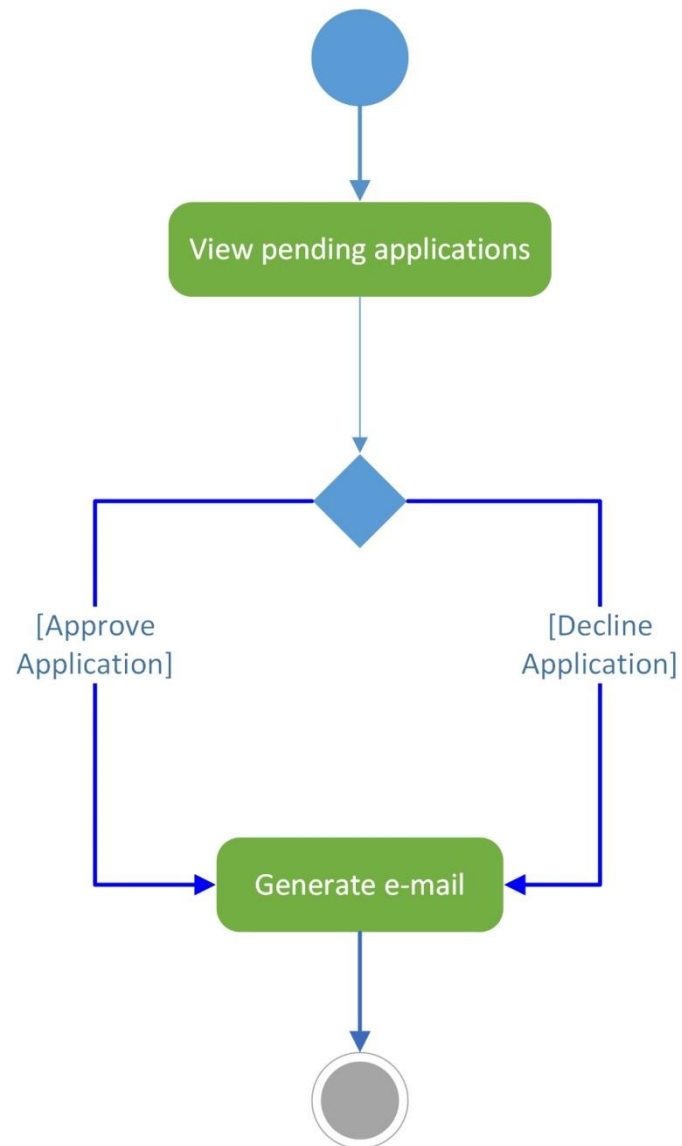 View pending applications
[Approve
Application]
[Decline
Application]
Generate e-mail